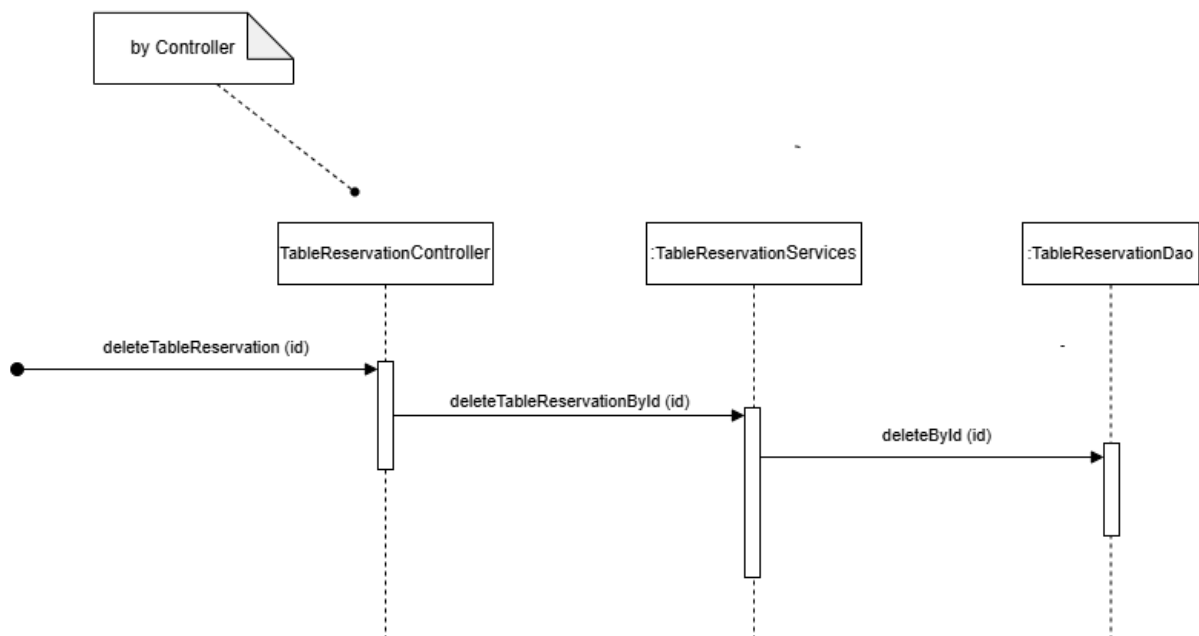 by Controller
TableReservationController
:TableReservationServices
:TableReservationDao
deleteTableReservation (id)
deleteTableReservationById (id)
deleteById (id)